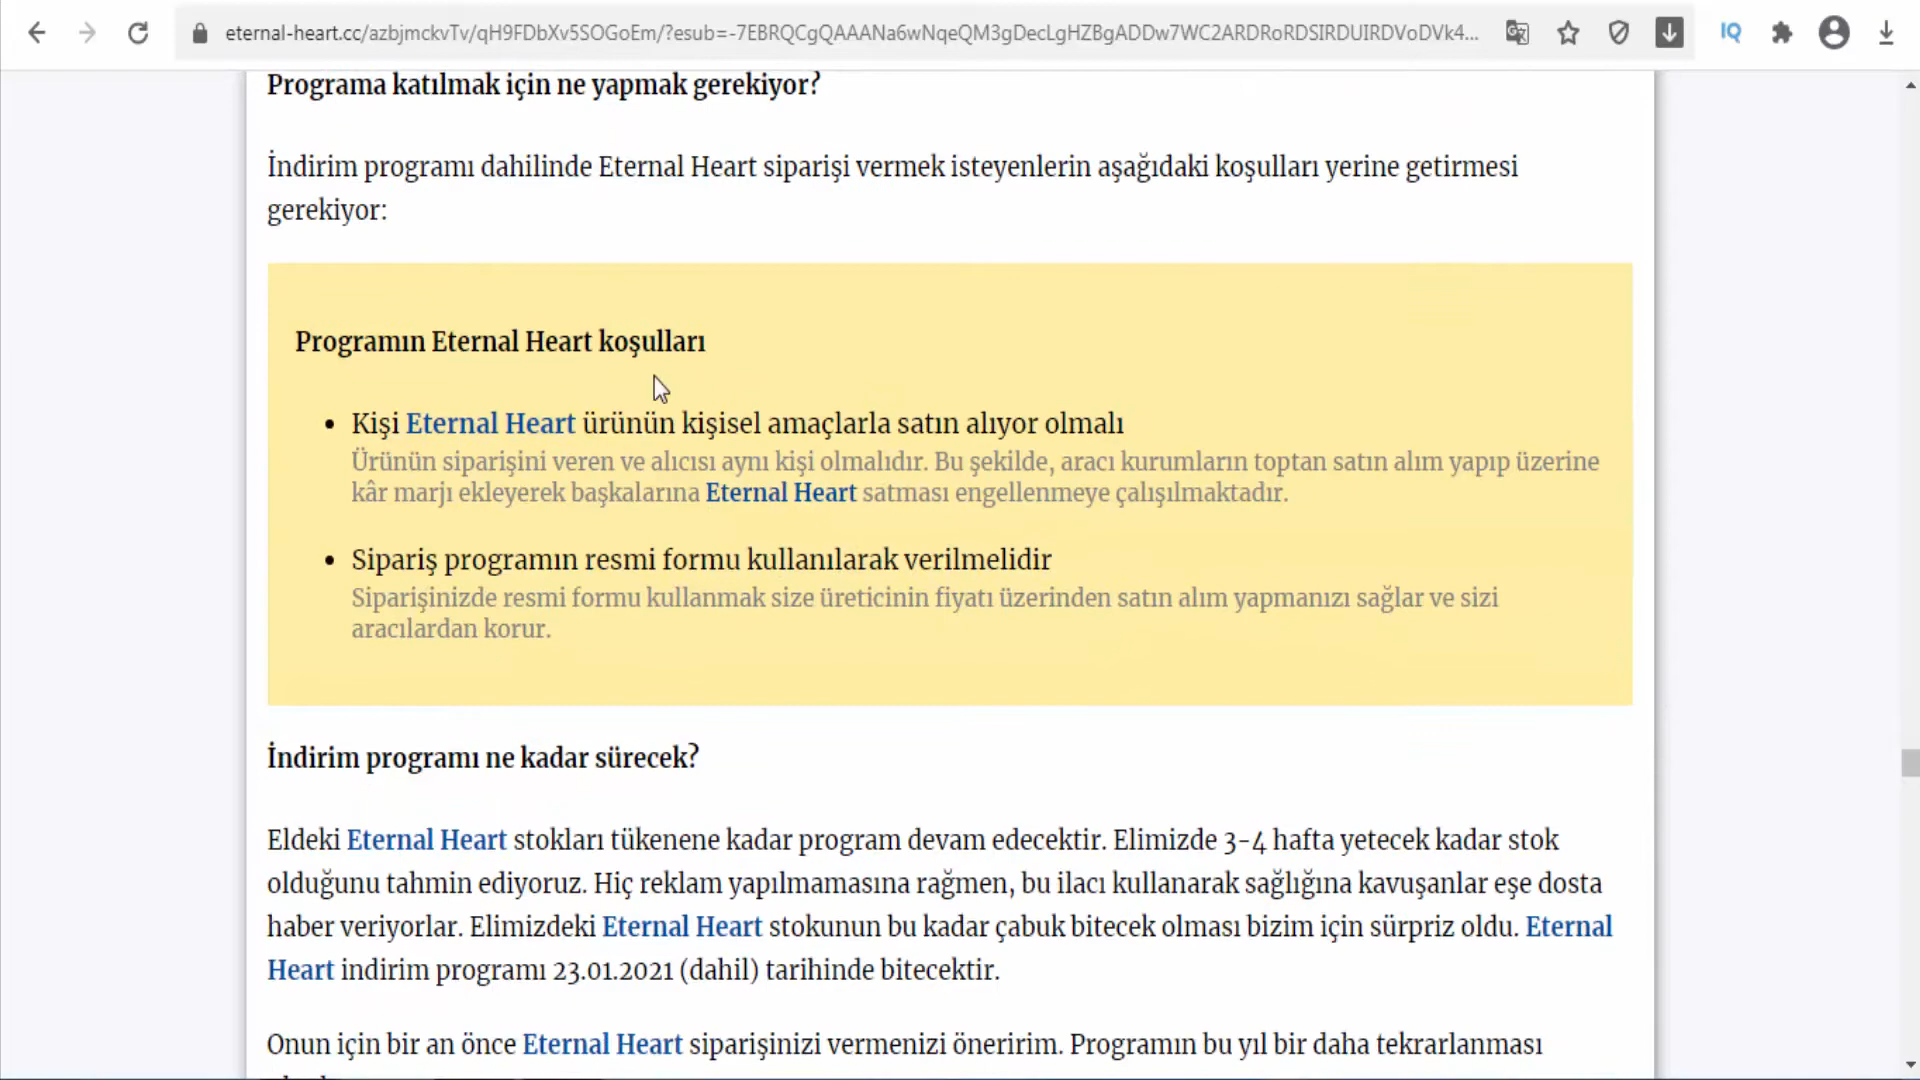 eternal-heart.cc/azbjmckvTv/qH9FDbXv5SOGoEm/?esub=-7EBRQCgQAAANa6wNqeQM3gDecLgHZBgADDw7WC2ARDRoRDSIRDUIRDVoDVk4...
IQ
Programa katılmak için ne yapmak gerekiyor?
İndirim programı dahilinde Eternal Heart siparişi vermek isteyenlerin aşağıdaki koşulları yerine getirmesi
gerekiyor:
Programın Eternal Heart koşulları
• Kişi Eternal Heart ürünün kişisel amaçlarla satın alıyor olmalı
Ürünün siparişini veren ve alıcısı aynı kişi olmalıdır. Bu şekilde, aracı kurumların toptan satın alım yapıp üzerine
kâr marjı ekleyerek başkalarına Eternal Heart satması engellenmeye çalışılmaktadır.
• Sipariş programın resmi formu kullanılarak verilmelidir
Siparişinizde resmi formu kullanmak size üreticinin fiyatı üzerinden satın alım yapmanızı sağlar ve sizi
aracılardan korur.
İndirim programı ne kadar sürecek?
Eldeki Eternal Heart stokları tükenene kadar program devam edecektir. Elimizde 3-4 hafta yetecek kadar stok
olduğunu tahmin ediyoruz. Hiç reklam yapılmamasına rağmen, bu ilacı kullanarak sağlığına kavuşanlar eşe dosta
haber veriyorlar. Elimizdeki Eternal Heart stokunun bu kadar çabuk bitecek olması bizim için sürpriz oldu. Eternal
Heart indirim programı 23.01.2021 (dahil) tarihinde bitecektir.
Onun için bir an önce Eternal Heart siparişinizi vermenizi öneririm. Programın bu yıl bir daha tekrarlanması